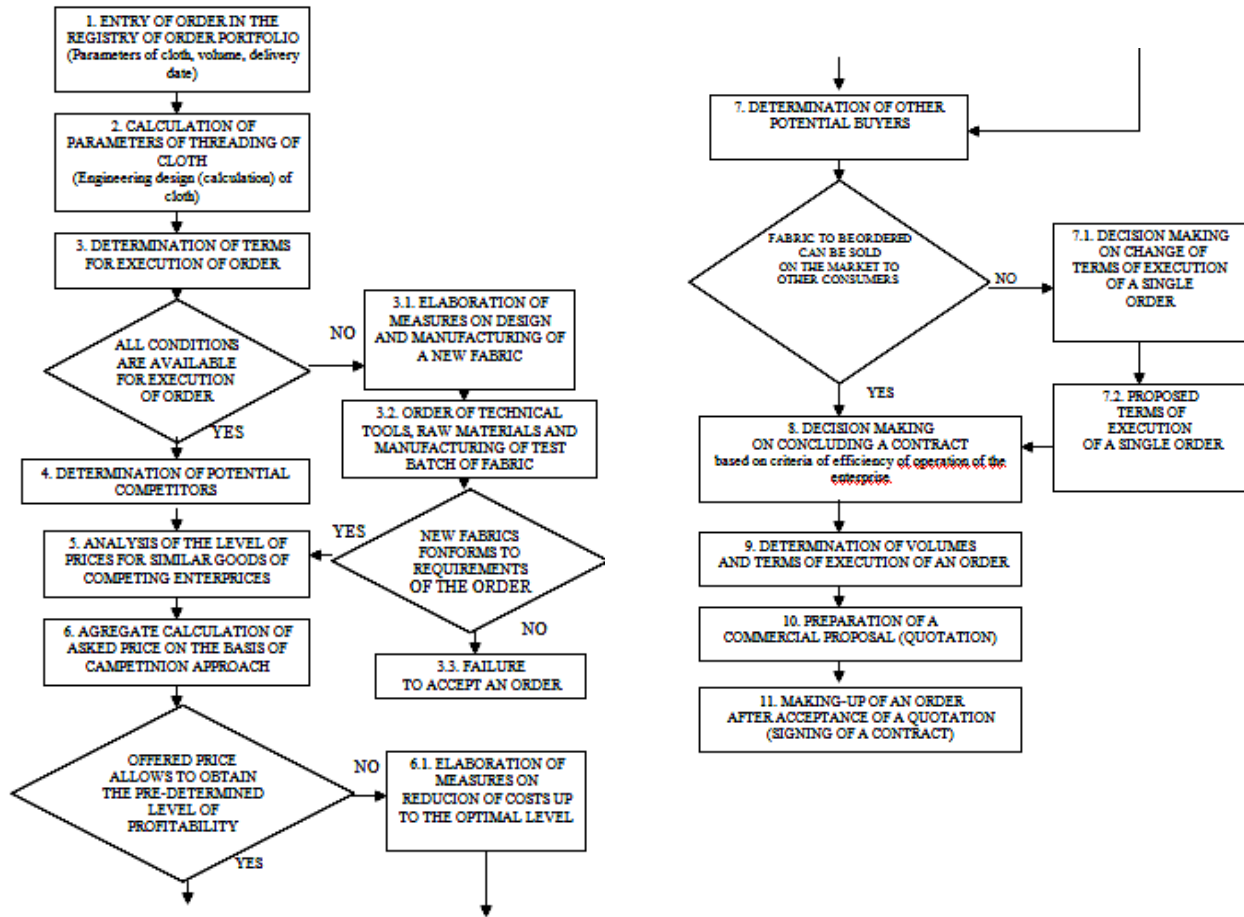 1. ENTRY OF ORDER IN THE
REGISTRY OF ORDER PORTFOLIO
(Parameters of cloth, volume, delivery
date)
2. CALCULATION OF
PARAMETERS OF THREADING OF
CLOTH
(Engineering design (calculation) of
cloth)
3. DETERMINATION OF TERMS
FOR EXECUTION OF ORDER
ALL CONDITIONS
ARE AVAILABLE
FOR EXECUTION
OF ORDER
NO
YES
3.1. ELABORATION OF
MEASURES ON DESIGN
AND MANUFACTURING OF
A NEW FABRIC
3.2. ORDER OF TECHNICAL
TOOLS, RAW MATERIALS AND
MANUFACTURING OF TEST
BATCH OF FABRIC
4. DETERMINATION OF POTENTIAL
COMPETITORS
YES
NEW FABRICS
FONFORMS TO
REQUIREMENTS
OF THE ORDER
NO
5. ANALYSIS OF THE LEVEL OF
PRICES FOR SIMILAR GOODS OF
COMPETING ENTERPRICES
6. AGREGATE CALCULATION OF
ASKED PRICE ON THE BASIS OF
CAMPETINION APPROACH
3.3. FAILURE
TO ACCEPT AN ORDER
OFFERED PRICE
ALLOWS TO OBTAIN
THE PRE-DETERMINED
LEVEL OF
PROFITABILITY
NO
YES
6.1. ELABORATION OF
MEASURES ON
REDUCION OF COSTS UP
TO THE OPTIMAL LEVEL
7. DETERMINATION OF OTHER
POTENTIAL BUYERS
FABRIC TO BE ORDERED
CAN BE SOLD
ON THE MARKET TO
OTHER CONSUMERS
NO
YES
7.1. DECISION MAKING
ON CHANGE OF
TERMS OF EXECUTION
OF A SINGLE
ORDER
7.2. PROPOSED
TERMS OF
EXECUTION
OF A SINGLE ORDER
8. DECISION MAKING
ON CONCLUDING A CONTRACT
based on criteria of efficiency of operation of the
enterprise.
9. DETERMINATION OF VOLUMES
AND TERMS OF EXECUTION OF AN ORDER
10. PREPARATION OF A
COMMERCIAL PROPOSAL (QUOTATION)
11. MAKING-UP OF AN ORDER
AFTER ACCEPTANCE OF A QUOTATION
(SIGNING OF A CONTRACT)